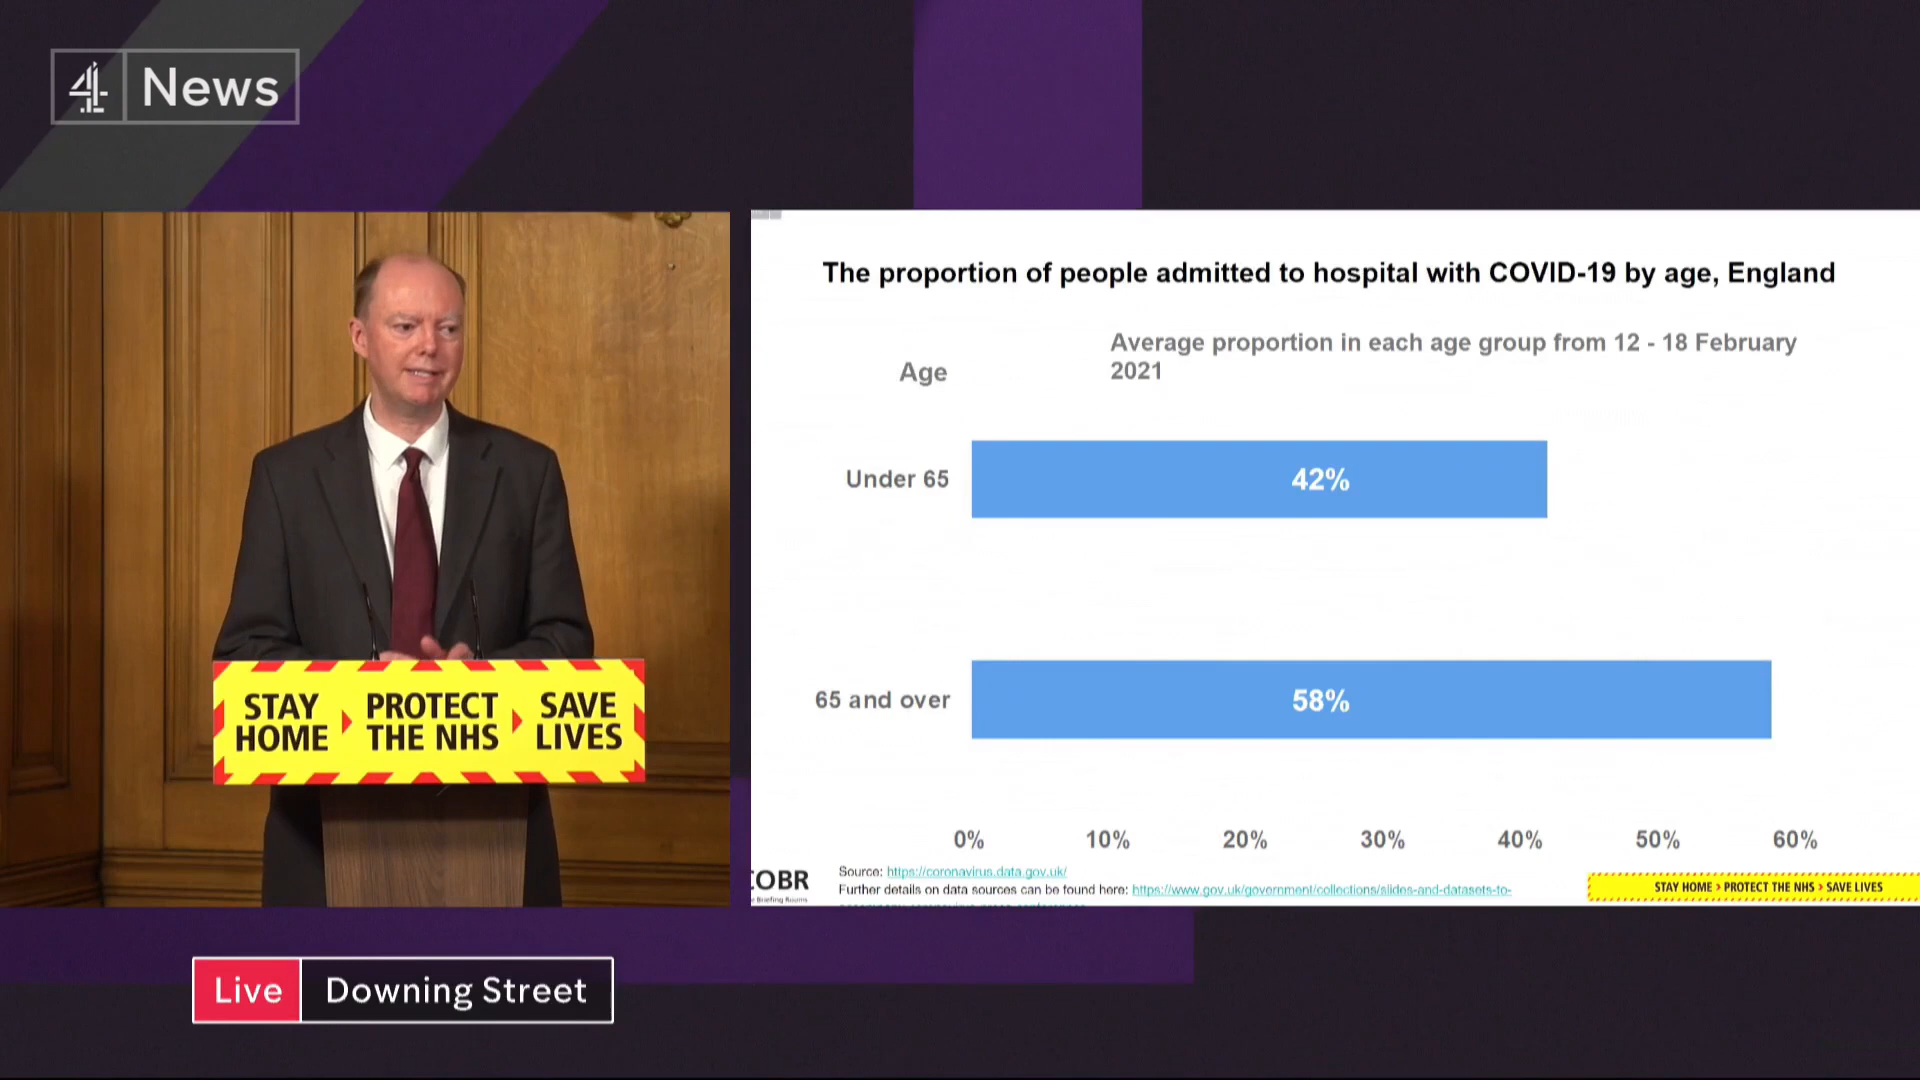 4 News
The proportion of people admitted to hospital with COVID-19 by age, England
Age
Average proportion in each age group from 12 - 18 February
2021
Under 65
42%
65 and over
58%
0% 10% 20% 30% 40% 50% 60%
COBR
Briefing Rooms
Source: https://coronavirus.data.gov.uk/
Further details on data sources can be found here: https://www.gov.uk/government/collections/slides-and-datasets-to-
STAY HOME PROTECT THE NHS SAVE LIVES
STAY
HOME
PROTECT
THE NHS
SAVE
LIVES
Live Downing Street